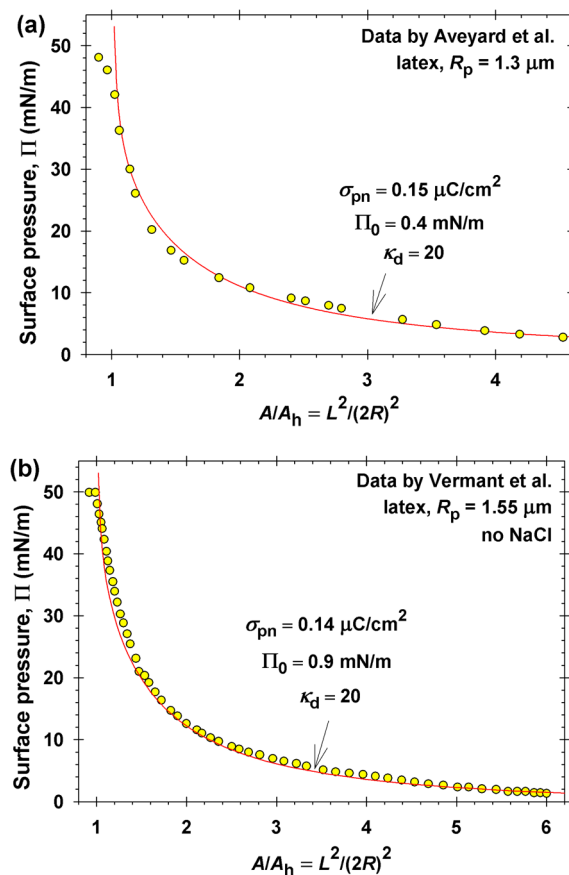 (a)
Data by Aveyard et al.
latex, Rp = 1.3 μm
σpn = 0.15 μC/cm²
Π0 = 0.4 mN/m
κd = 20
Surface pressure, Π (mN/m)
50
40
30
20
10
0
1 2 3 4
A/Ah = L²/(2R)²
(b)
Data by Vermant et al.
latex, Rp = 1.55 μm
no NaCl
σpn = 0.14 μC/cm²
Π0 = 0.9 mN/m
κd = 20
Surface pressure, Π (mN/m)
50
40
30
20
10
0
1 2 3 4 5 6
A/Ah = L²/(2R)²